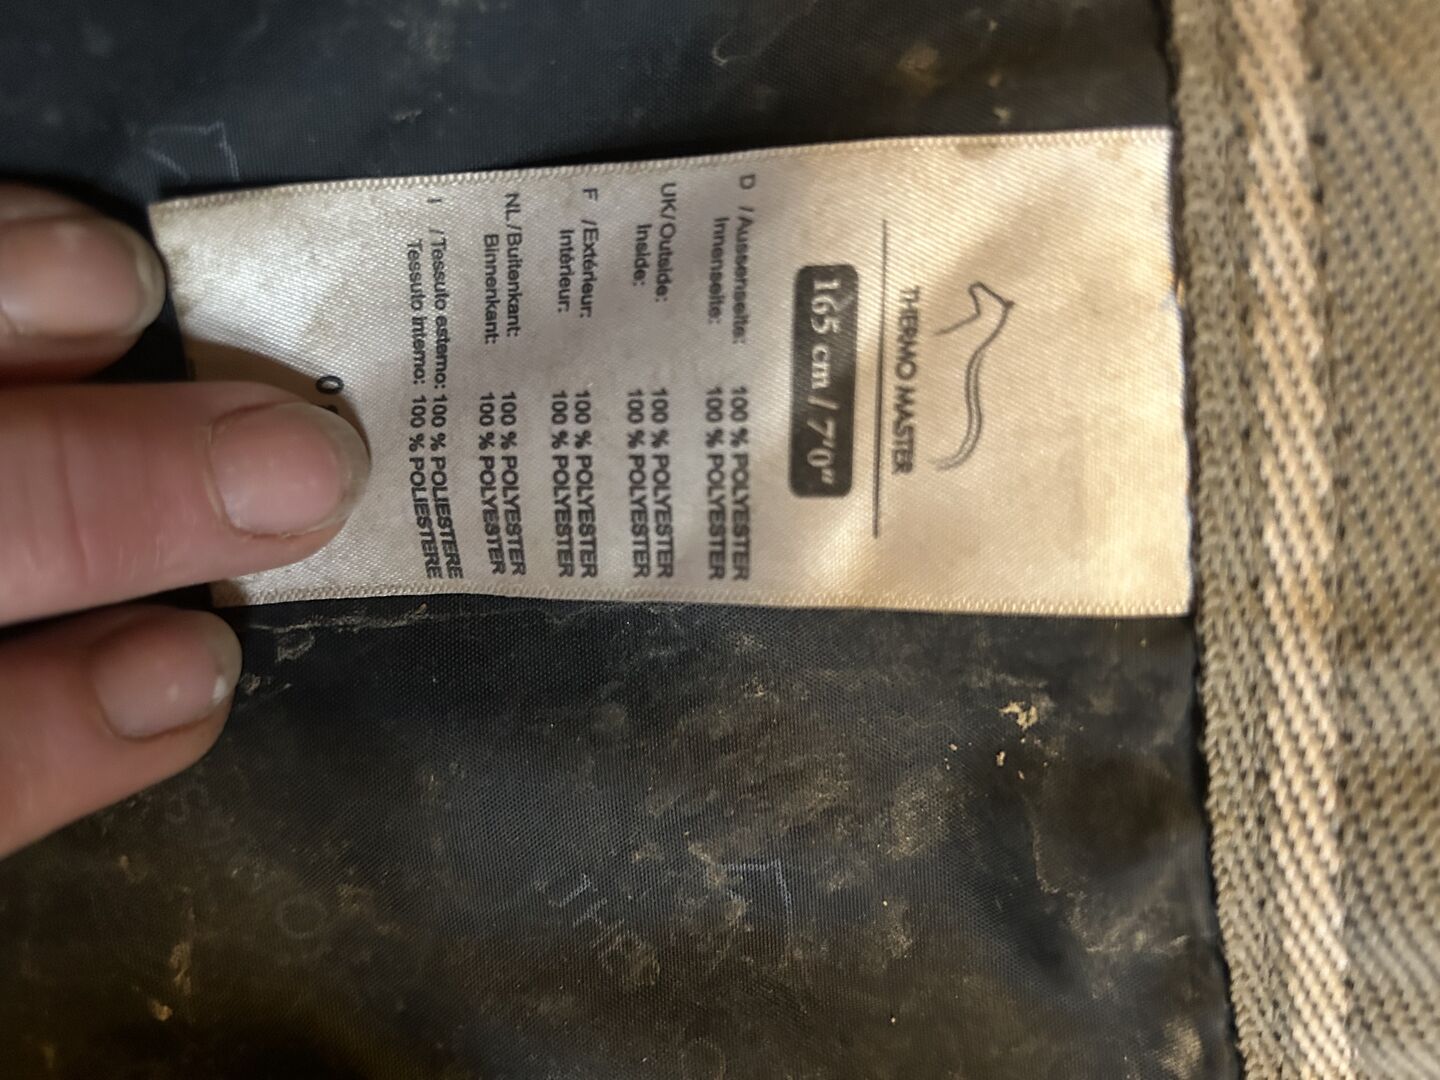 THERMO MASTER
165 cm / 7'0"
D /Aussenseite: 100 % POLYESTER
Innenseite: 100 % POLYESTER
UK/Outside: 100 % POLYESTER
Inside: 100 % POLYESTER
F /Extérieur: 100 % POLYESTER
Intérieur: 100 % POLYESTER
NL/Buitenkant: 100 % POLYESTER
Binnenkant: 100 % POLYESTER
I /Tessuto esterno: 100 % POLIESTERE
Tessuto interno: 100 % POLIESTERE
0